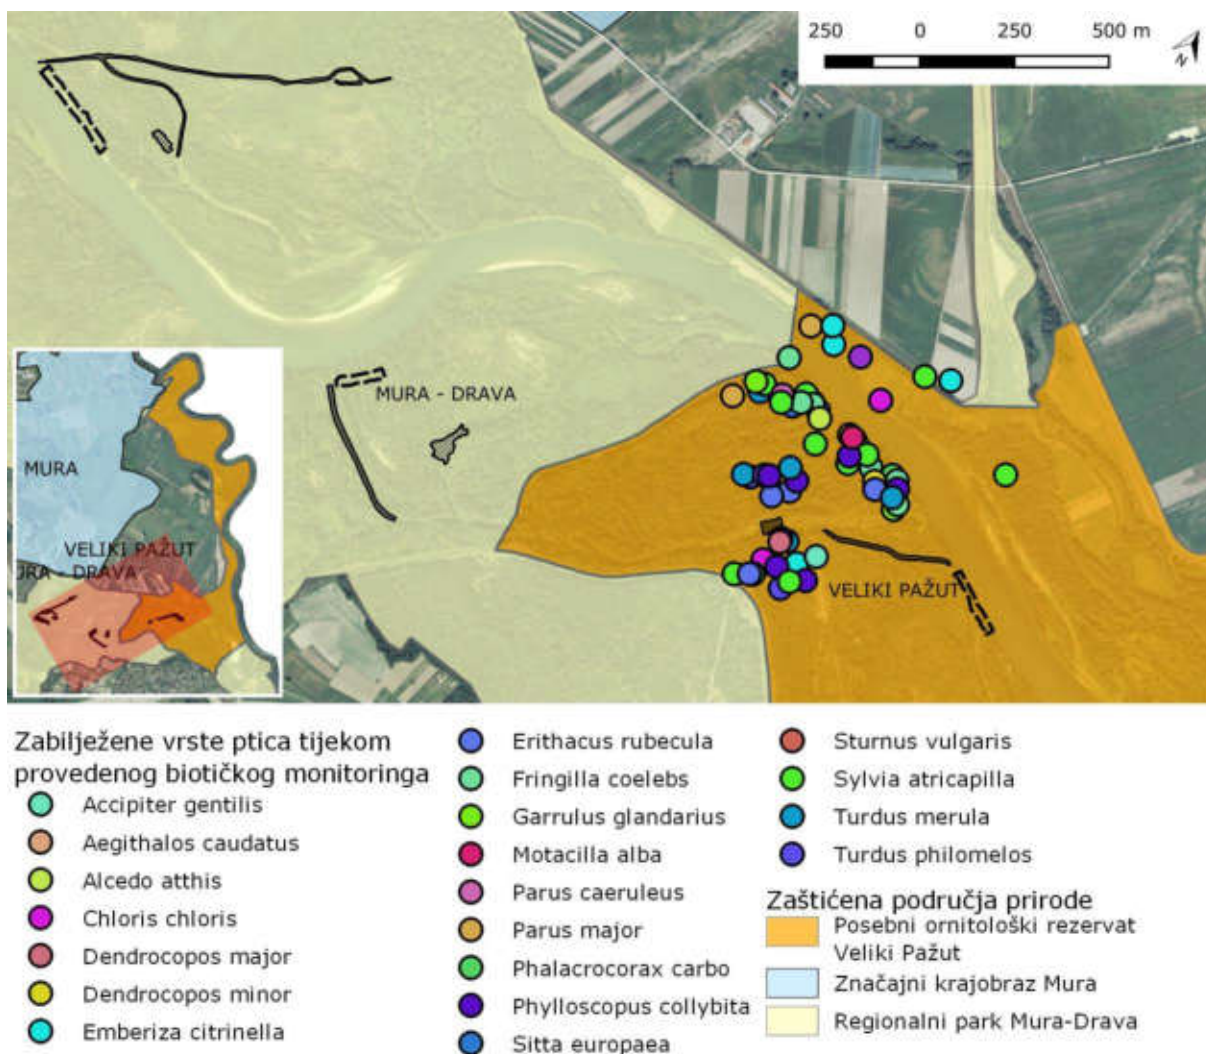 250 0 250 500 m
N
MURA - DRAVA
MURA
VELIKI PAŽUT
JRA - DRAVA
VELIKI PAŽUT
Zabilježene vrste ptica tijekom
provedenog biotičkog monitoringa
Accipiter gentilis
Aegithalos caudatus
Alcedo atthis
Chloris chloris
Dendrocopos major
Dendrocopos minor
Emberiza citrinella
Erithacus rubecula
Fringilla coelebs
Garrulus glandarius
Motacilla alba
Parus caeruleus
Parus major
Phalacrocorax carbo
Phylloscopus collybita
Sitta europaea
Sturnus vulgaris
Sylvia atricapilla
Turdus merula
Turdus philomelos
Zaštićena područja prirode
Posebni ornitološki rezervat
Veliki Pažut
Značajni krajobraz Mura
Regionalni park Mura-Drava